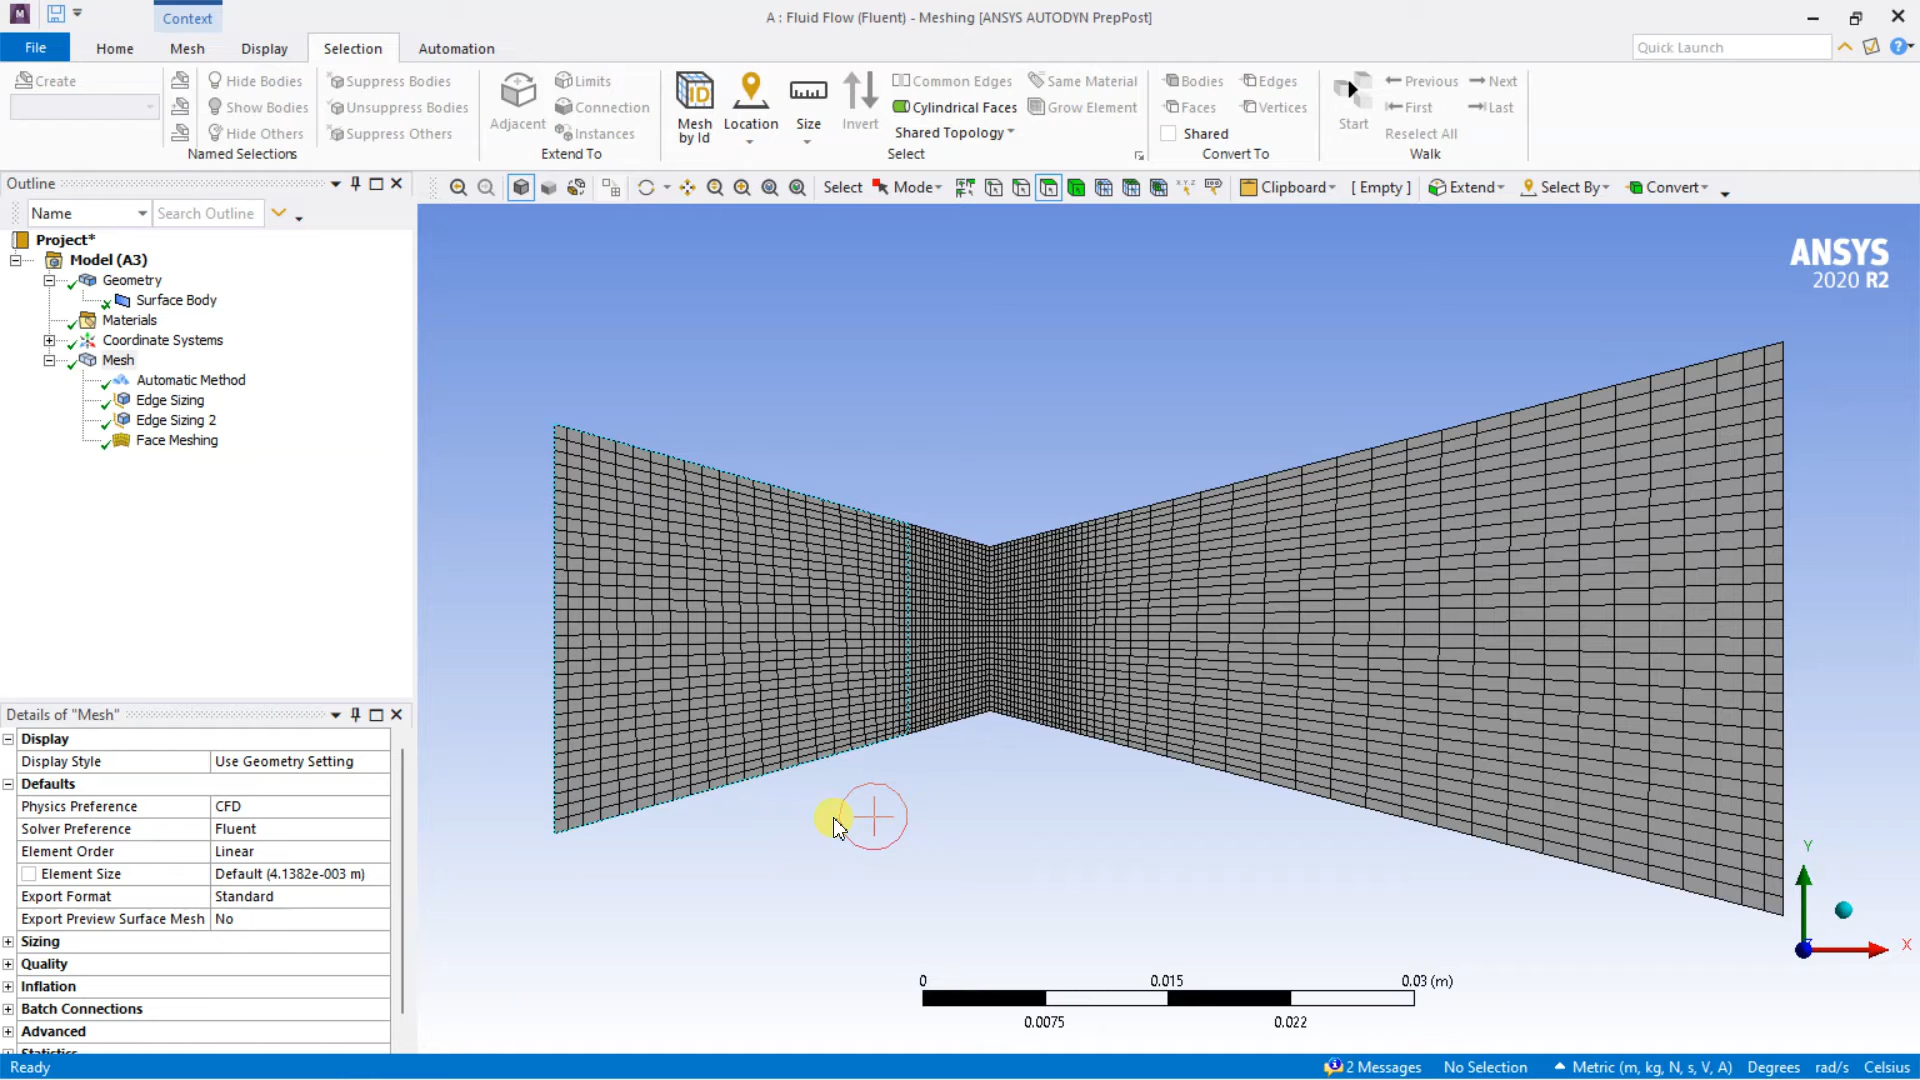 Context
A : Fluid Flow (Fluent) - Meshing [ANSYS AUTODYN PrepPost]
File Home Mesh Display Selection Automation
Quick Launch
Create
Hide Bodies
Show Bodies
Hide Others
Suppress Bodies
Unsuppress Bodies
Suppress Others
Named Selections
Adjacent
Limits
Connection
Instances
Extend To
Mesh by Id
Location
Size
Invert
Common Edges
Cylindrical Faces
Shared Topology
Same Material
Grow Element
Select
Bodies Edges
Faces Vertices
Shared
Convert To
Start
Previous Next
First Last
Reselect All
Walk
Outline
Select Mode Clipboard [ Empty ] Extend Select By Convert
Name Search Outline
Project*
Model (A3)
Geometry
Surface Body
Materials
Coordinate Systems
Mesh
Automatic Method
Edge Sizing
Edge Sizing 2
Face Meshing
ANSYS
2020 R2
Details of "Mesh"
Display
Display Style Use Geometry Setting
Defaults
Physics Preference CFD
Solver Preference Fluent
Element Order Linear
Element Size Default (4.1382e-003 m)
Export Format Standard
Export Preview Surface Mesh No
Sizing
Quality
Inflation
Batch Connections
Advanced
Statistics
Y
X
0 0.015 0.03 (m)
0.0075 0.022
Ready
2 Messages No Selection Metric (m, kg, N, s, V, A) Degrees rad/s Celsius